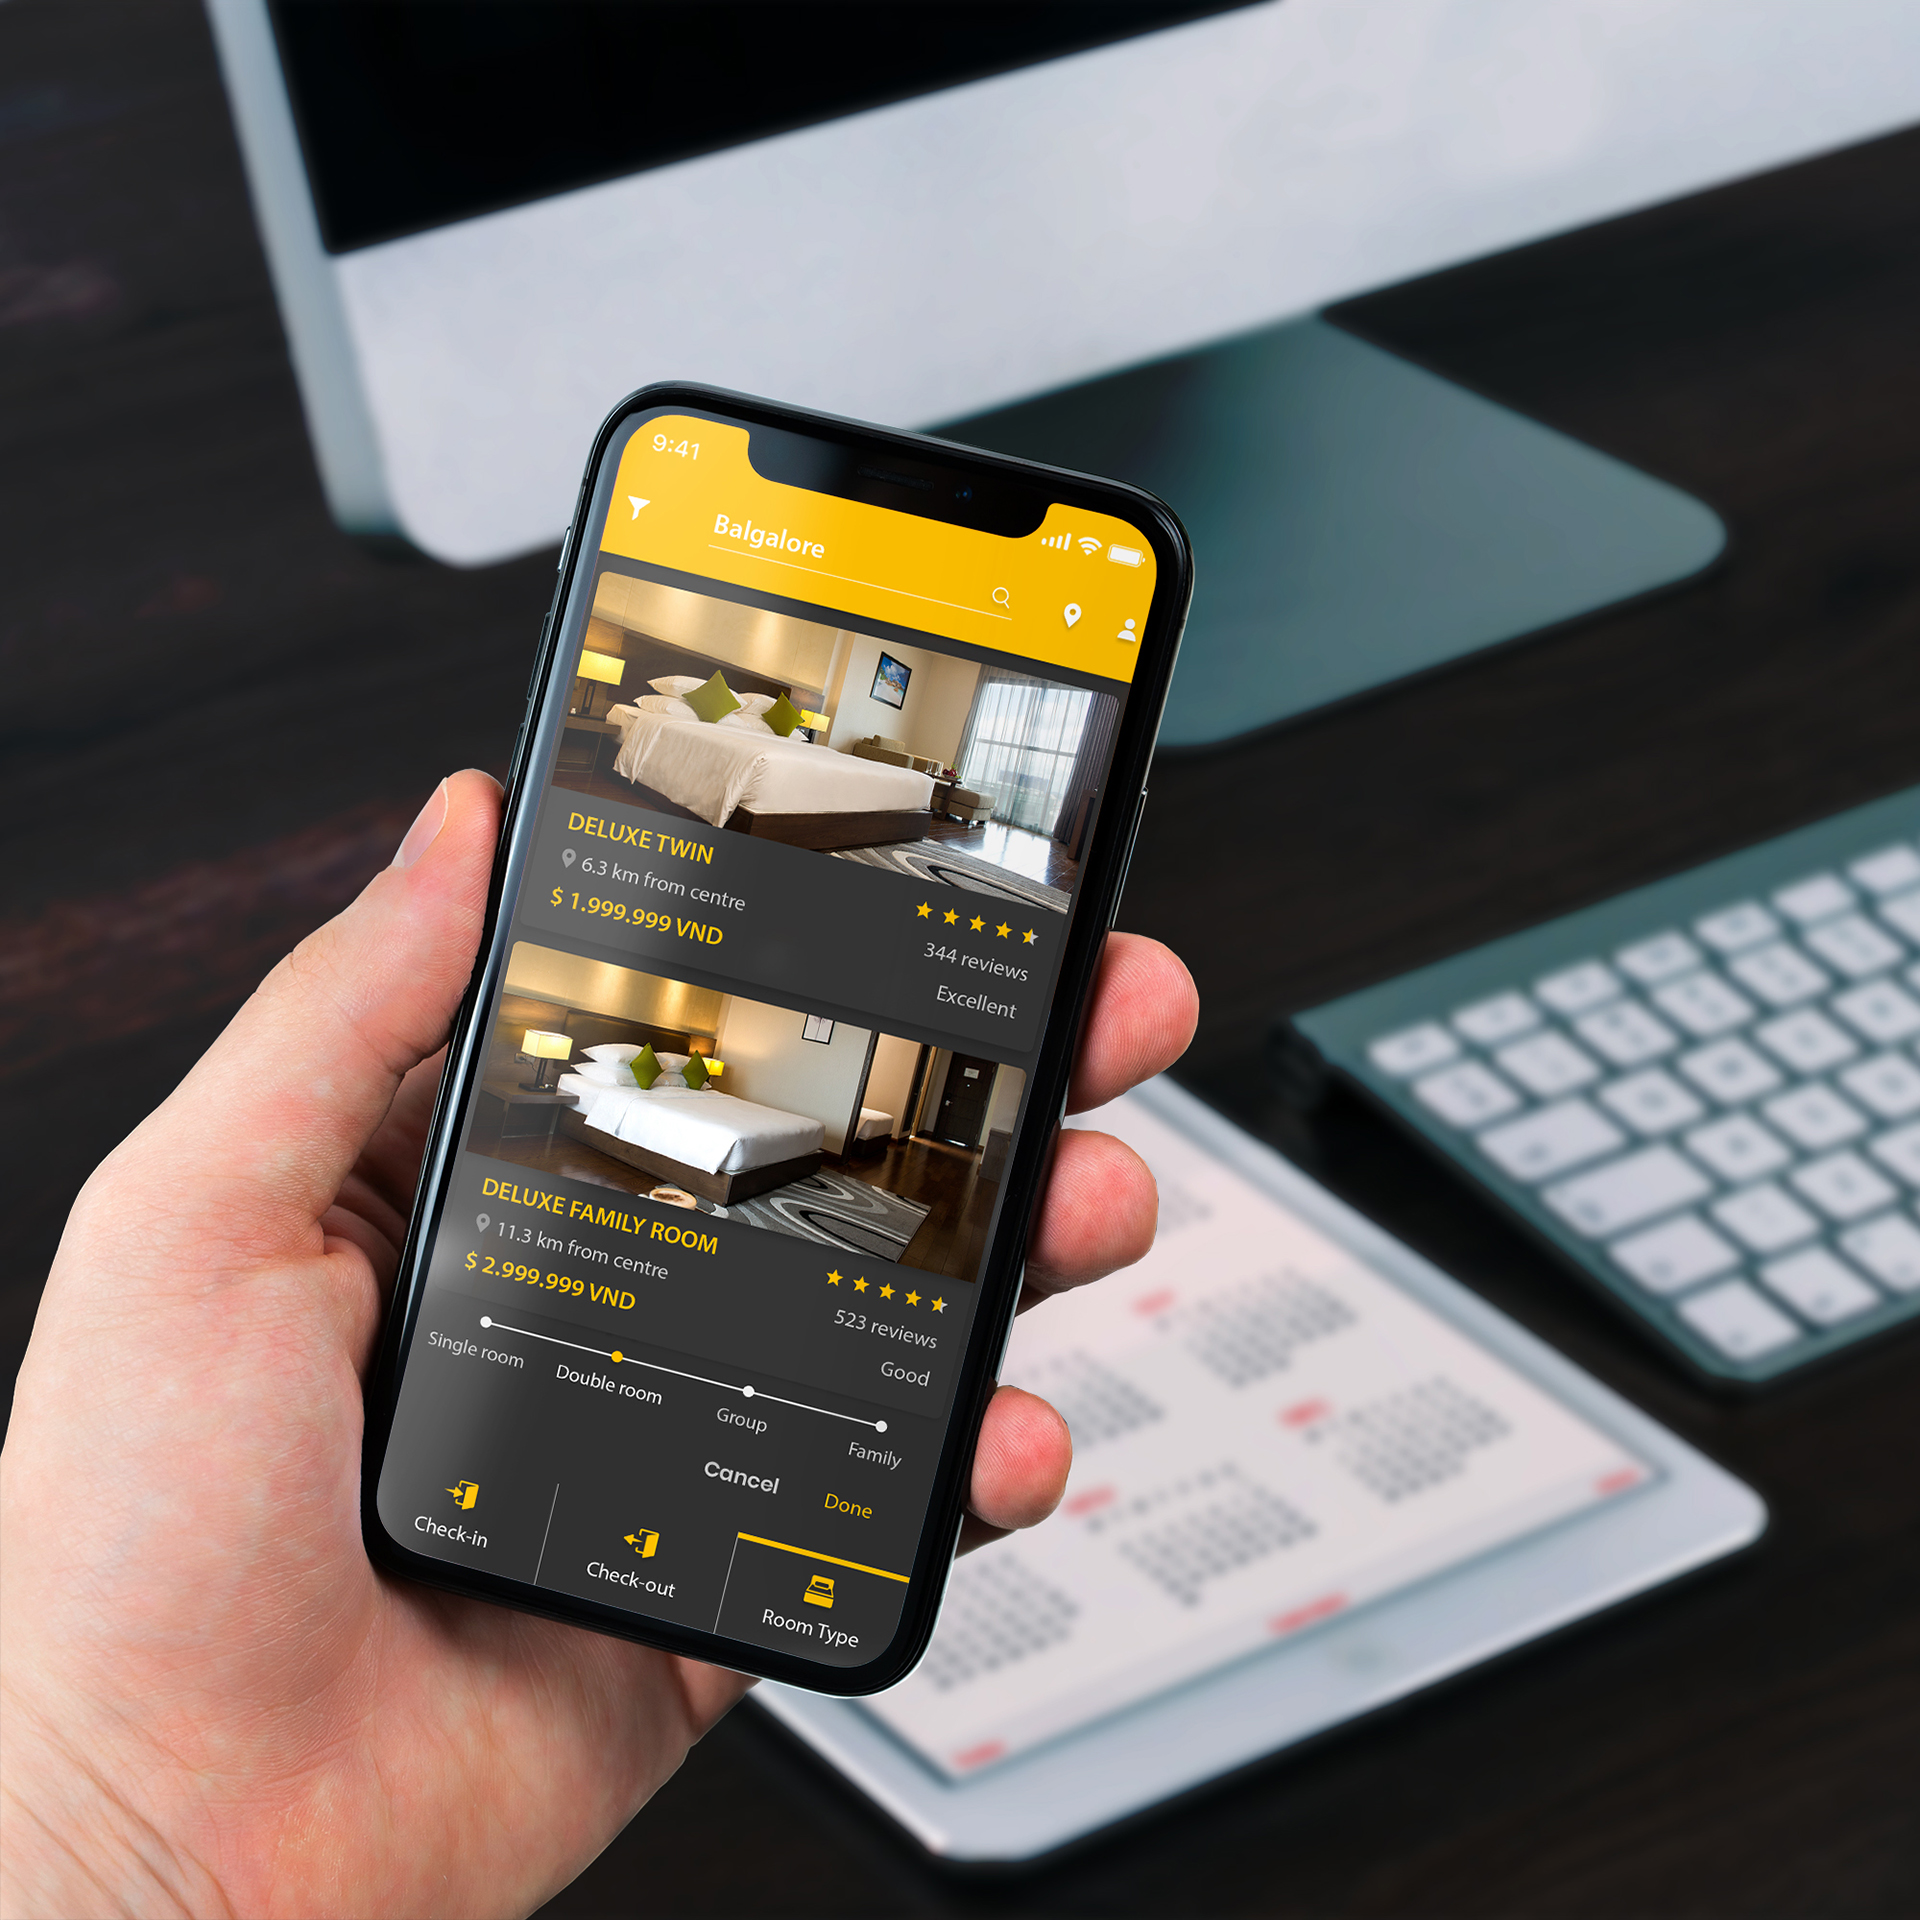 9:41
Balgalore
DELUXE TWIN
6.3 km from centre
$ 1.999.999 VND
344 reviews
Excellent
DELUXE FAMILY ROOM
11.3 km from centre
$ 2.999.999 VND
523 reviews
Good
Single room
Double room
Group
Family
Cancel
Done
Check-in
Check-out
Room Type